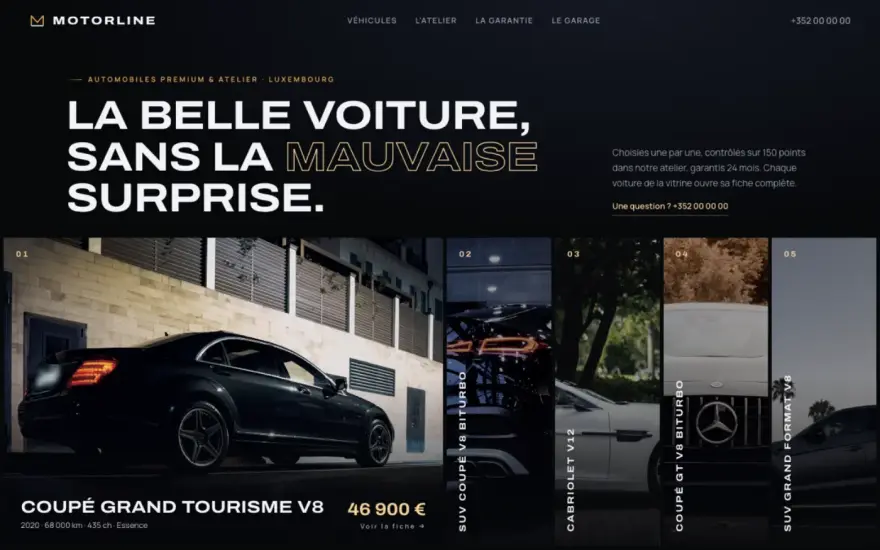 MOTORLINE
VÉHICULES L'ATELIER LA GARANTIE LE GARAGE
+352 00 00 00
AUTOMOBILES PREMIUM & ATELIER · LUXEMBOURG
LA BELLE VOITURE,
SANS LA MAUVAISE
SURPRISE.
Choisies une par une, contrôlées sur 150 points
dans notre atelier, garantis 24 mois. Chaque
voiture de la vitrine ouvre sa fiche complète.
Une question ? +352 00 00 00
01
COUPÉ GRAND TOURISME V8
2020 · 68 000 km · 435 ch · Essence
46 900 €
Voir la fiche →
02
SUV COUPÉ V8 BITURBO
03
CABRIOLET V12
04
COUPÉ GT V8 BITURBO
05
SUV GRAND FORMAT V8